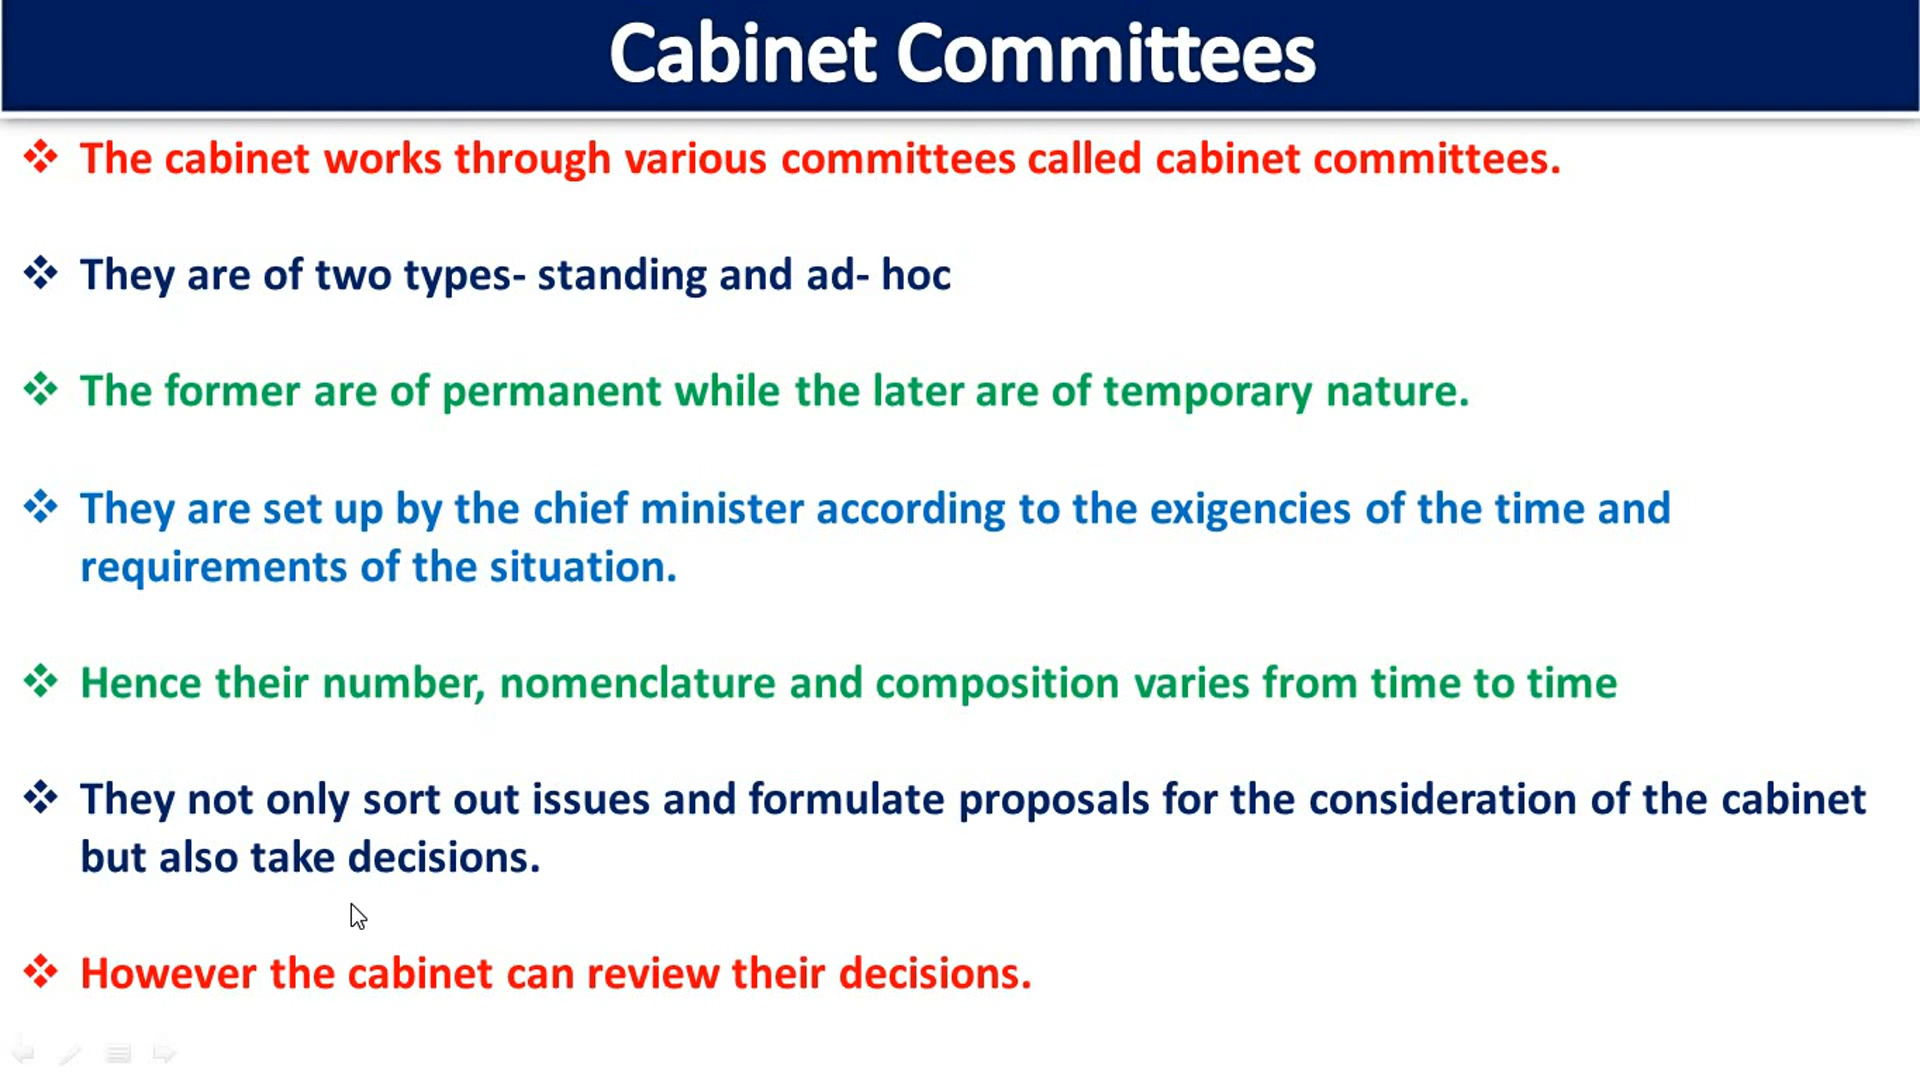 Cabinet Committees
The cabinet works through various committees called cabinet committees.
They are of two types- standing and ad- hoc
The former are of permanent while the later are of temporary nature.
They are set up by the chief minister according to the exigencies of the time and
requirements of the situation.
Hence their number, nomenclature and composition varies from time to time
They not only sort out issues and formulate proposals for the consideration of the cabinet
but also take decisions.
However the cabinet can review their decisions.